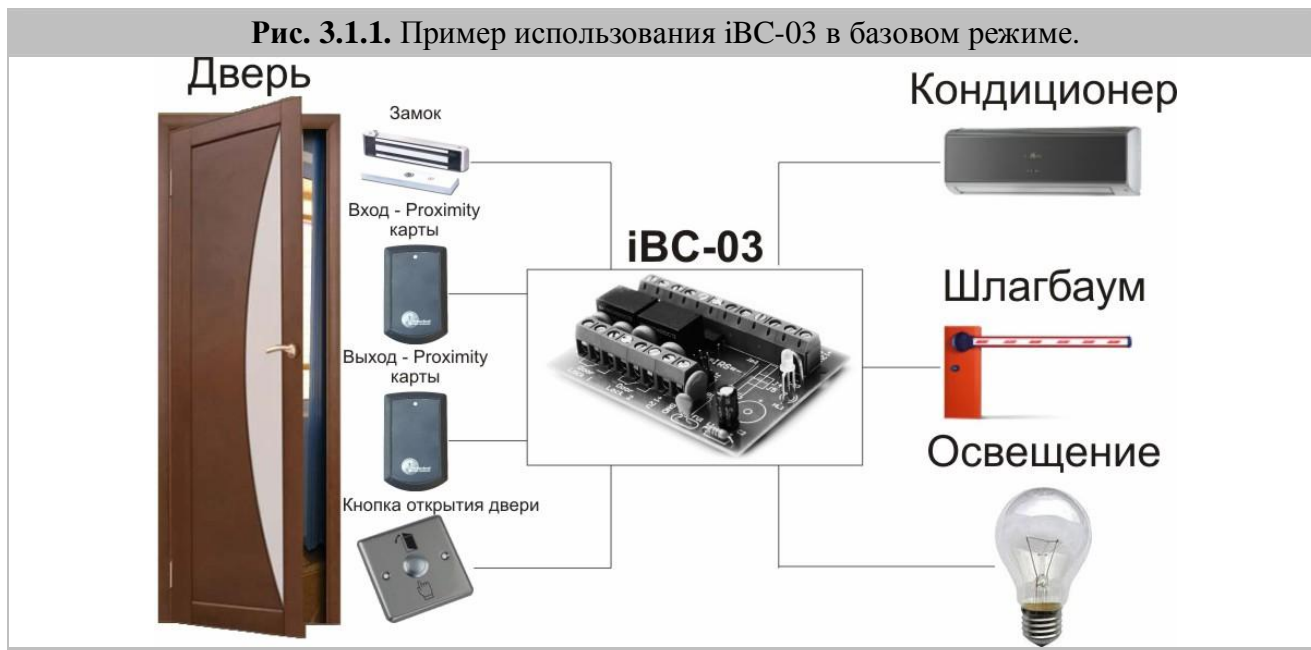 Рис. 3.1.1. Пример использования iBC-03 в базовом режиме.
Дверь
Замок
Вход - Proximity
карты
Выход - Proximity
карты
Кнопка открытия двери
iBC-03
Кондиционер
Шлагбаум
Освещение